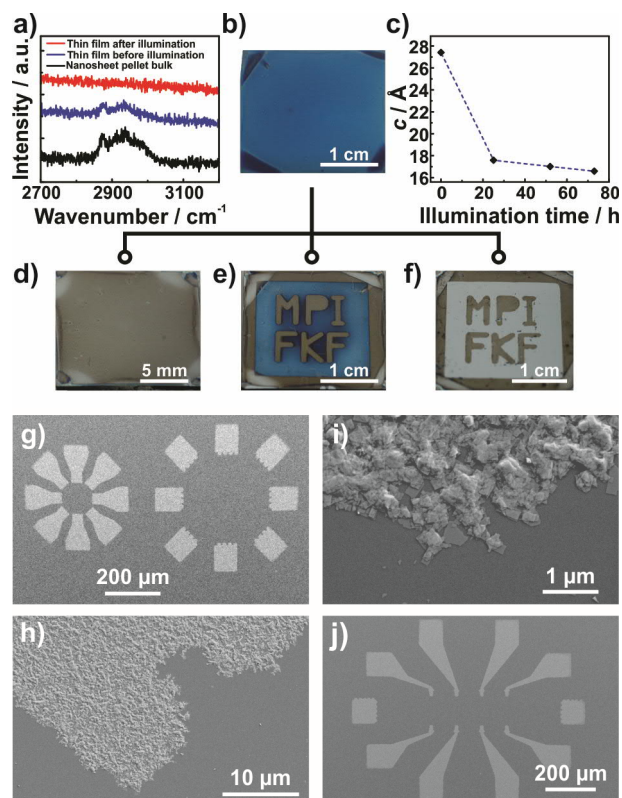 a)
Thin film after illumination
Thin film before illumination
Nanosheet pellet bulk
Intensity / a.u.
2700 2900 3100
Wavenumber / cm⁻¹
b)
1 cm
c)
28
26
24
22
20
18
16
c / Å
0 20 40 60 80
Illumination time / h
d)
5 mm
e)
MPI
FKF
1 cm
f)
MPI
FKF
1 cm
g)
200 µm
i)
1 µm
h)
10 µm
j)
200 µm